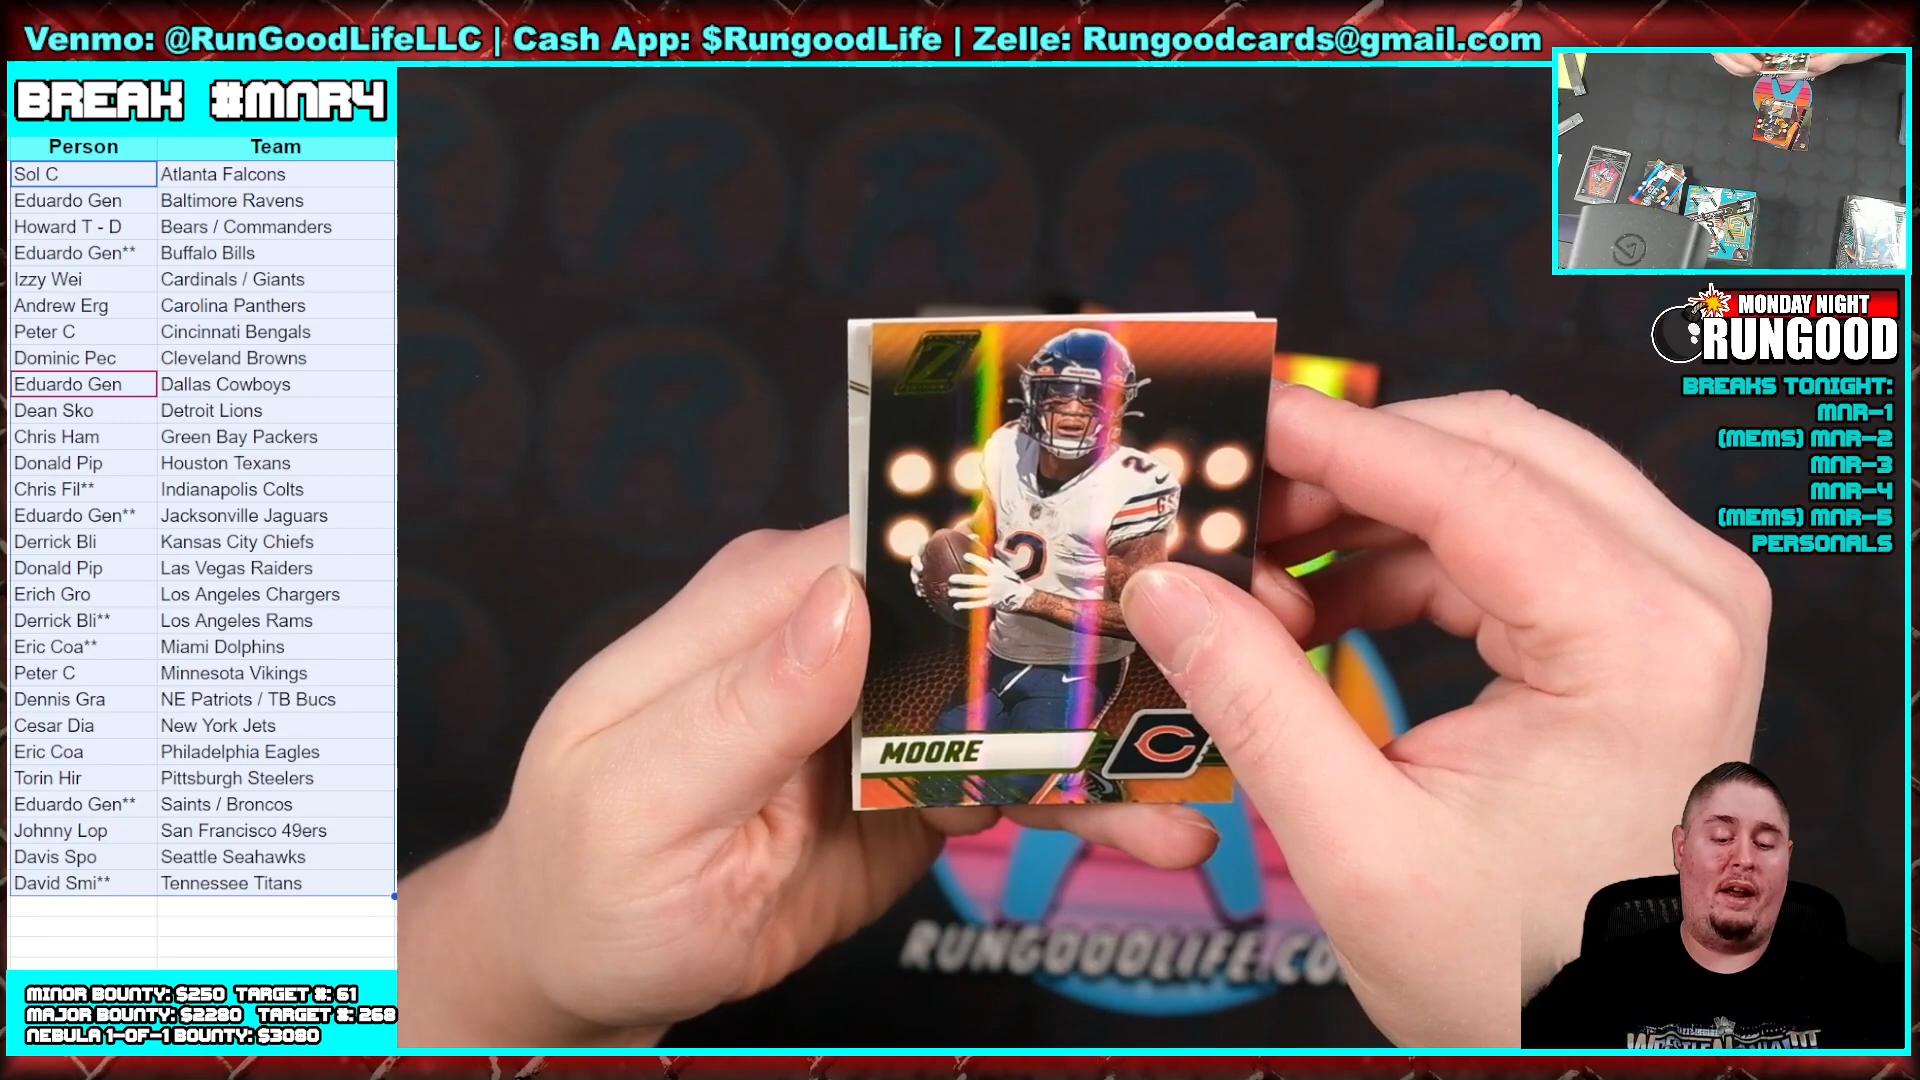 Venmo: @RunGoodLifeLLC | Cash App: $RungoodLife | Zelle: Rungoodcards@gmail.com
BREAK #MNR4
Person Team
Sol C Atlanta Falcons
Eduardo Gen Baltimore Ravens
Howard T - D Bears / Commanders
Eduardo Gen** Buffalo Bills
Izzy Wei Cardinals / Giants
Andrew Erg Carolina Panthers
Peter C Cincinnati Bengals
Dominic Pec Cleveland Browns
Eduardo Gen Dallas Cowboys
Dean Sko Detroit Lions
Chris Ham Green Bay Packers
Donald Pip Houston Texans
Chris Fil** Indianapolis Colts
Eduardo Gen** Jacksonville Jaguars
Derrick Bli Kansas City Chiefs
Donald Pip Las Vegas Raiders
Erich Gro Los Angeles Chargers
Derrick Bli** Los Angeles Rams
Eric Coa** Miami Dolphins
Peter C Minnesota Vikings
Dennis Gra NE Patriots / TB Bucs
Cesar Dia New York Jets
Eric Coa Philadelphia Eagles
Torin Hir Pittsburgh Steelers
Eduardo Gen** Saints / Broncos
Johnny Lop San Francisco 49ers
Davis Spo Seattle Seahawks
David Smi** Tennessee Titans
MINOR BOUNTY: $250 TARGET #: 61
MAJOR BOUNTY: $2280 TARGET #: 268
NEBULA 1-OF-1 BOUNTY: $3080
Z
2
2
MOORE
C
RUNGOODLIFE.CO
MONDAY NIGHT
RUNGOOD
BREAKS TONIGHT:
MNR-1
(MEMS) MNR-2
MNR-3
MNR-4
(MEMS) MNR-5
PERSONALS